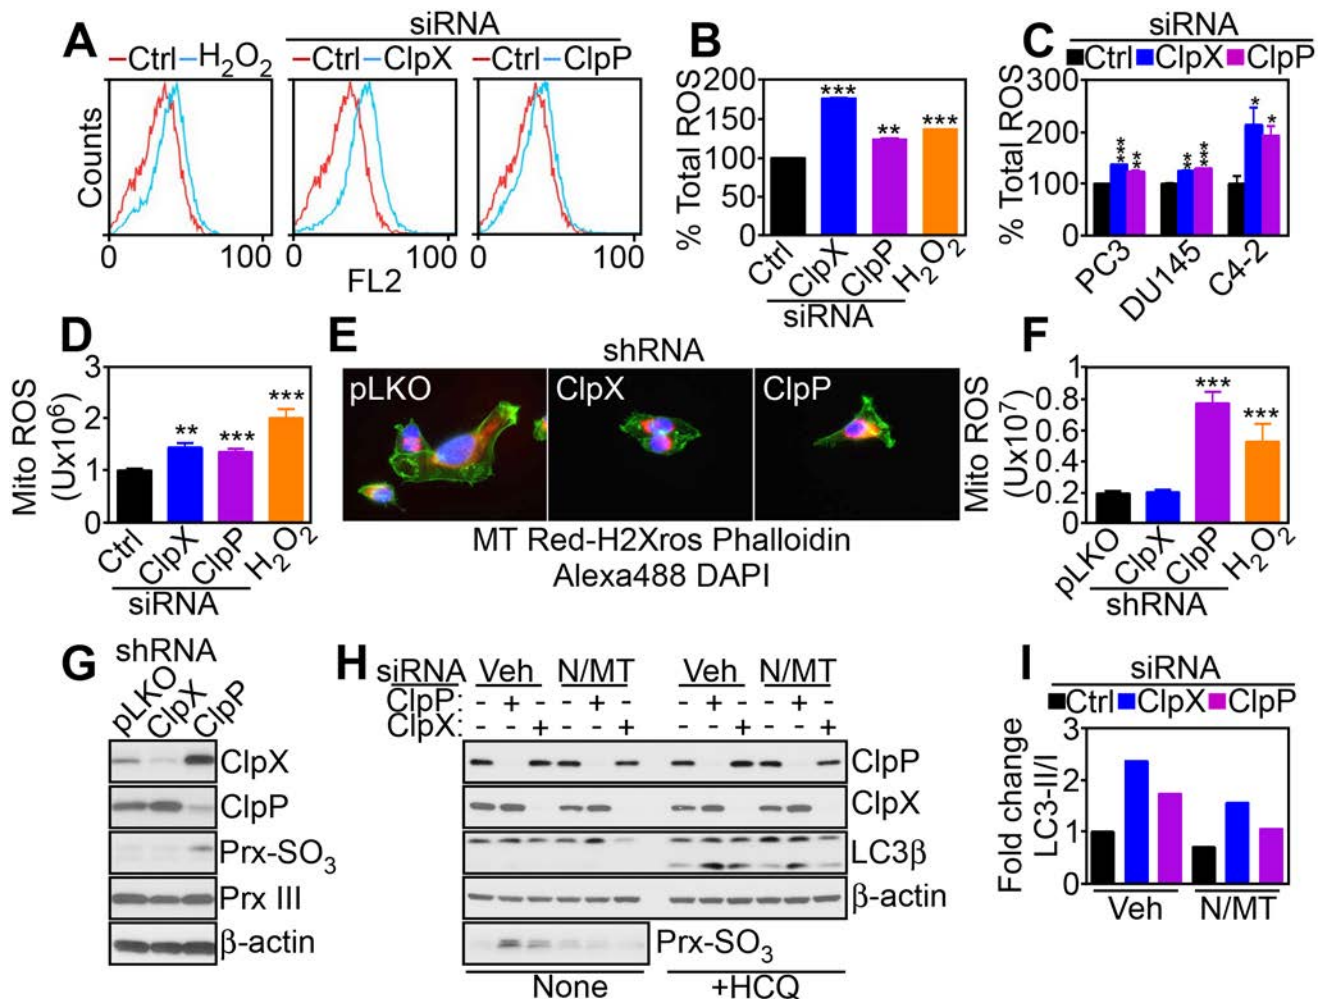 A
siRNA
Ctrl H₂O₂
Ctrl ClpX
Ctrl ClpP
Counts
0 100
0 100
0 100
FL2
B
% Total ROS
200
150
100
50
0
***
**
***
Ctrl
ClpX
ClpP
H₂O₂
siRNA
C
siRNA
Ctrl ClpX ClpP
% Total ROS
300
200
100
0
***
**
**
***
*
*
PC3
DU145
C4-2
D
Mito ROS
(Ux10⁶)
3
2
1
0
**
***
***
Ctrl
ClpX
ClpP
H₂O₂
siRNA
E
shRNA
pLKO
ClpX
ClpP
MT Red-H2Xros Phalloidin
Alexa488 DAPI
F
Mito ROS
(Ux10⁷)
1
0.8
0.6
0.4
0.2
0
***
***
pLKO
ClpX
ClpP
H₂O₂
shRNA
G
shRNA
pLKO
ClpX
ClpP
ClpX
ClpP
Prx-SO₃
Prx III
β-actin
H
siRNA Veh N/MT Veh N/MT
ClpP: - + - - + - - + - - + -
ClpX: - - + - - + - - + - - +
ClpP
ClpX
LC3β
β-actin
Prx-SO₃
None +HCQ
I
siRNA
Ctrl ClpX ClpP
Fold change
LC3-II/I
3
2
1
0
Veh N/MT